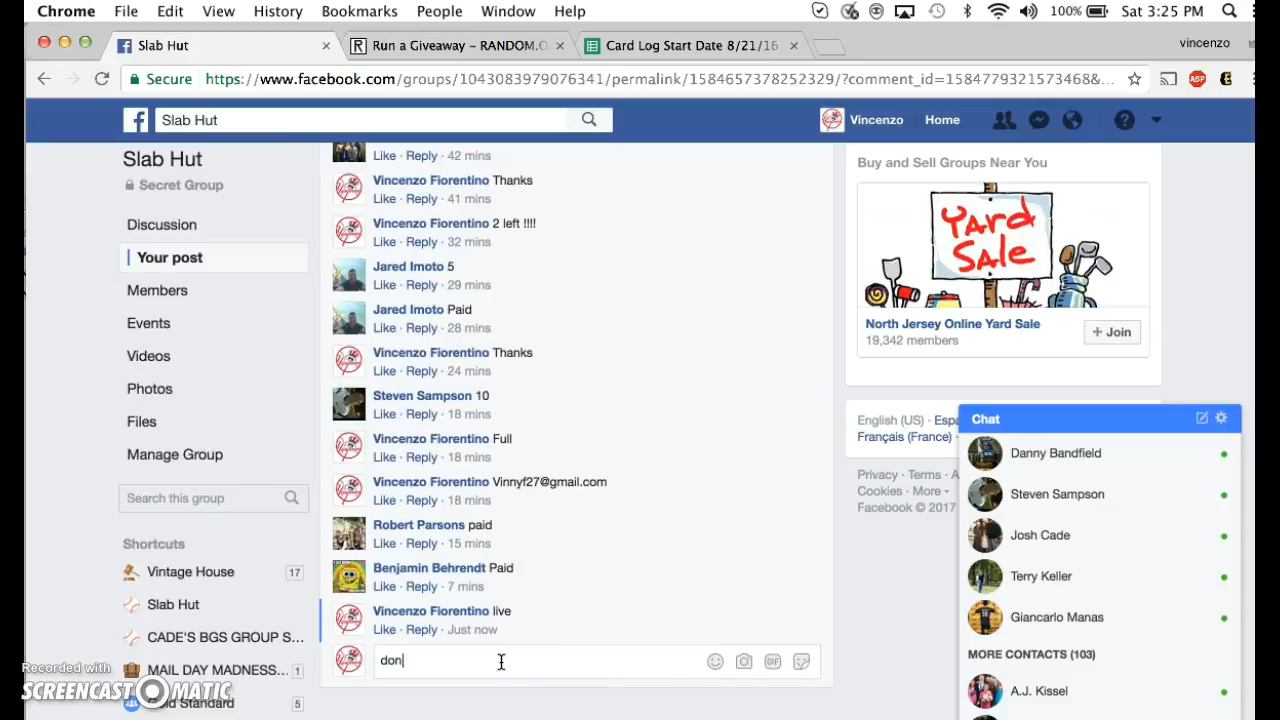 Chrome File Edit View History Bookmarks People Window Help 100% Sat 3:25 PM
Slab Hut
Run a Giveaway – RANDOM.O
Card Log Start Date 8/21/16
vincenzo
Secure https://www.facebook.com/groups/1043083979076341/permalink/1584657378252329/?comment_id=1584779321573468&...
ABP
Slab Hut
Vincenzo Home
Slab Hut
Secret Group
Discussion
Your post
Members
Events
Videos
Photos
Files
Manage Group
Search this group
Shortcuts
Vintage House 17
Slab Hut
CADE'S BGS GROUP S...
MAIL DAY MADNESS... 1
Standard 5
Like · Reply · 42 mins
Vincenzo Fiorentino Thanks
Like · Reply · 41 mins
Vincenzo Fiorentino 2 left !!!!
Like · Reply · 32 mins
Jared Imoto 5
Like · Reply · 29 mins
Jared Imoto Paid
Like · Reply · 28 mins
Vincenzo Fiorentino Thanks
Like · Reply · 24 mins
Steven Sampson 10
Like · Reply · 18 mins
Vincenzo Fiorentino Full
Like · Reply · 18 mins
Vincenzo Fiorentino Vinnyf27@gmail.com
Like · Reply · 18 mins
Robert Parsons paid
Like · Reply · 15 mins
Benjamin Behrendt Paid
Like · Reply · 7 mins
Vincenzo Fiorentino live
Like · Reply · Just now
don
GIF
Buy and Sell Groups Near You
YARD
SALE
North Jersey Online Yard Sale
19,342 members
+ Join
English (US) · Espa
Français (France) ·
Privacy · Terms · A
Cookies · More
Facebook © 2017
Chat
Danny Bandfield
Steven Sampson
Josh Cade
Terry Keller
Giancarlo Manas
MORE CONTACTS (103)
A.J. Kissel
Recorded with
SCREENCAST-O-MATIC